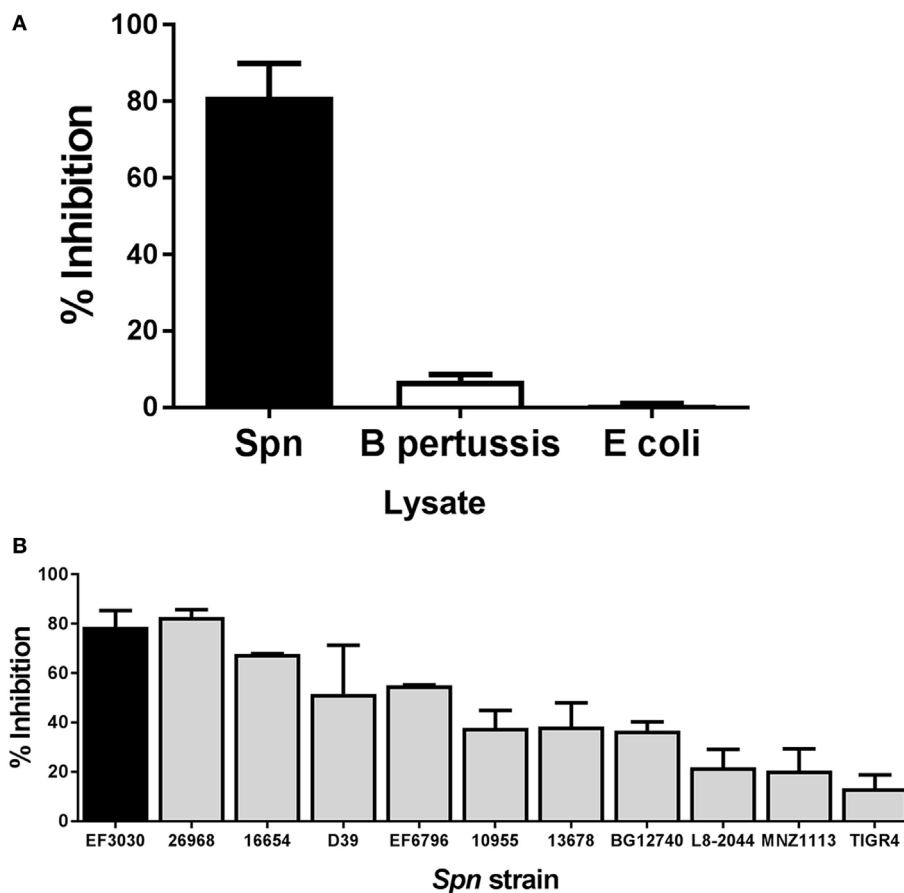 A
100
80
60
40
20
0
% Inhibition
Spn B pertussis E coli
Lysate
B
100
80
60
40
20
0
% Inhibition
EF3030 26968 16654 D39 EF6796 10955 13678 BG12740 L8-2044 MNZ1113 TIGR4
Spn strain